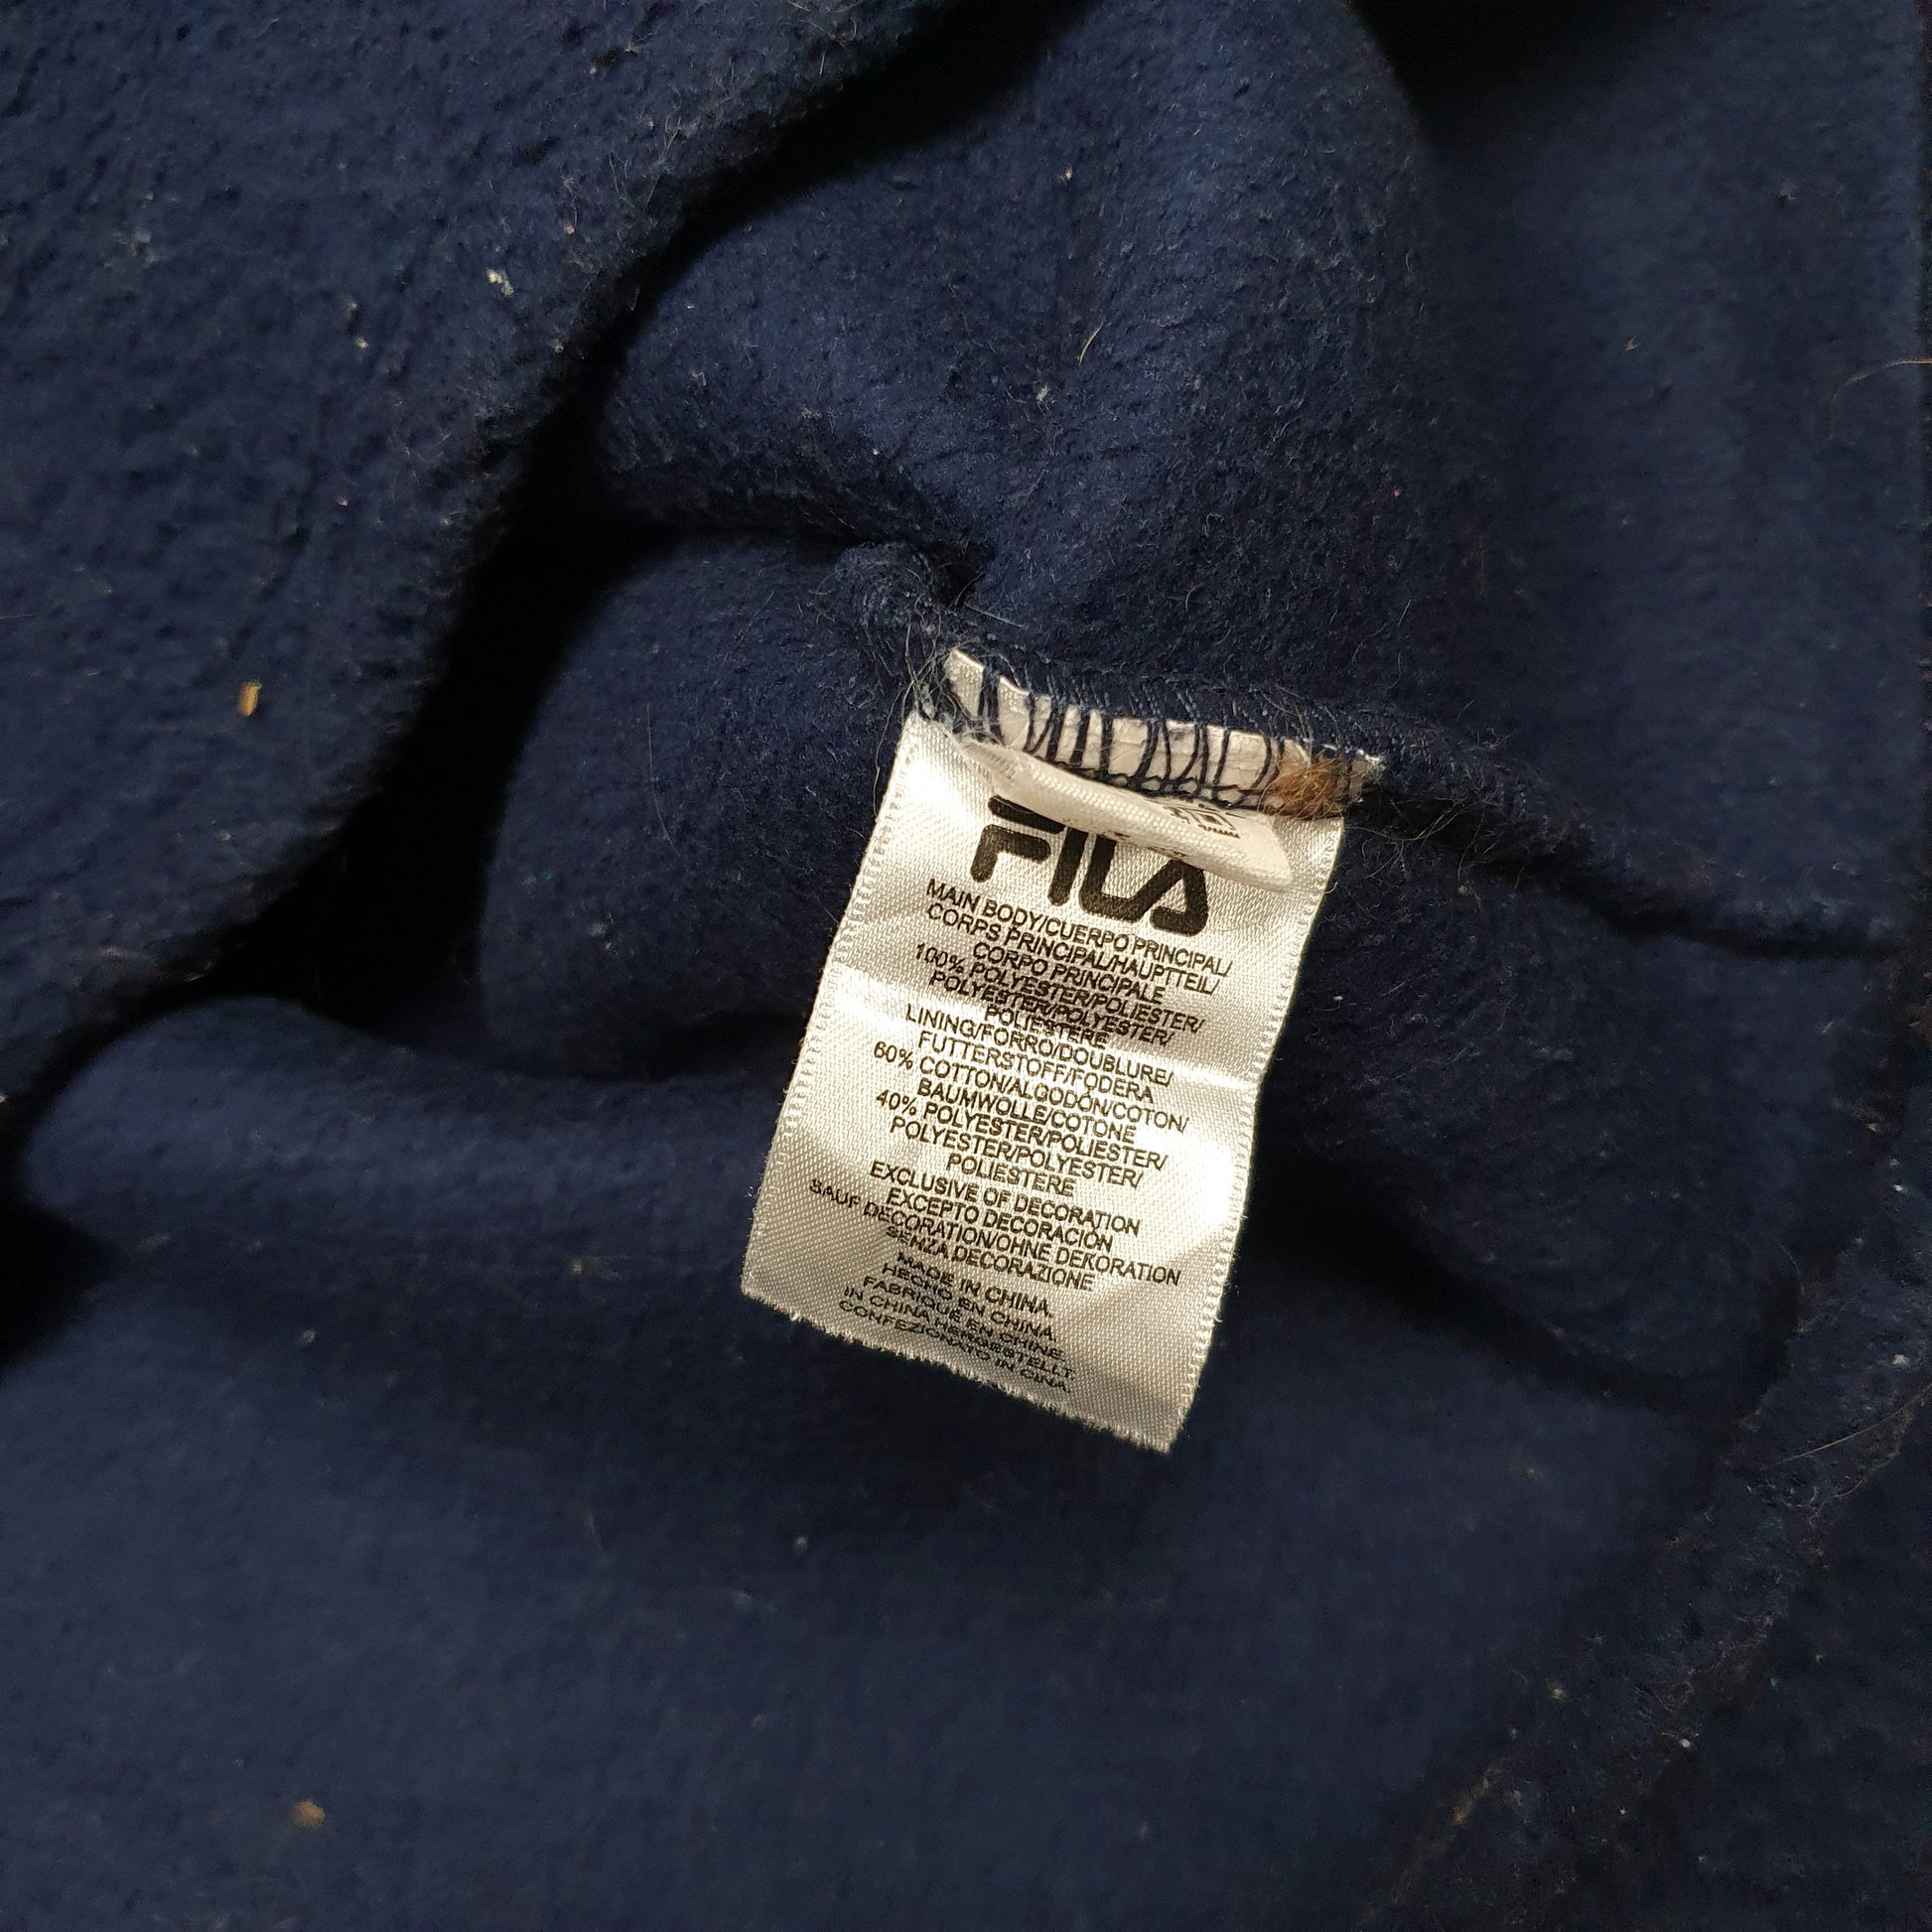 FILA
MAIN BODY/CUERPO PRINCIPAL/
CORPS PRINCIPAL/HAUPTTEIL/
CORPO PRINCIPALE
100% POLYESTER/POLIESTER/
POLYESTER/POLYESTER/
POLIESTERE
LINING/FORRO/DOUBLURE/
FUTTERSTOFF/FODERA
60% COTTON/ALGODÓN/COTON/
BAUMWOLLE/COTONE
40% POLYESTER/POLIESTER/
POLYESTER/POLYESTER/
POLIESTERE
EXCLUSIVE OF DECORATION
EXCEPTO DECORACIÓN
SAUF DECORATION/OHNE DEKORATION
SENZA DECORAZIONE
MADE IN CHINA.
HECHO EN CHINA.
FABRIQUE EN CHINE.
IN CHINA HERGESTELLT.
CONFEZIONATO IN CINA.